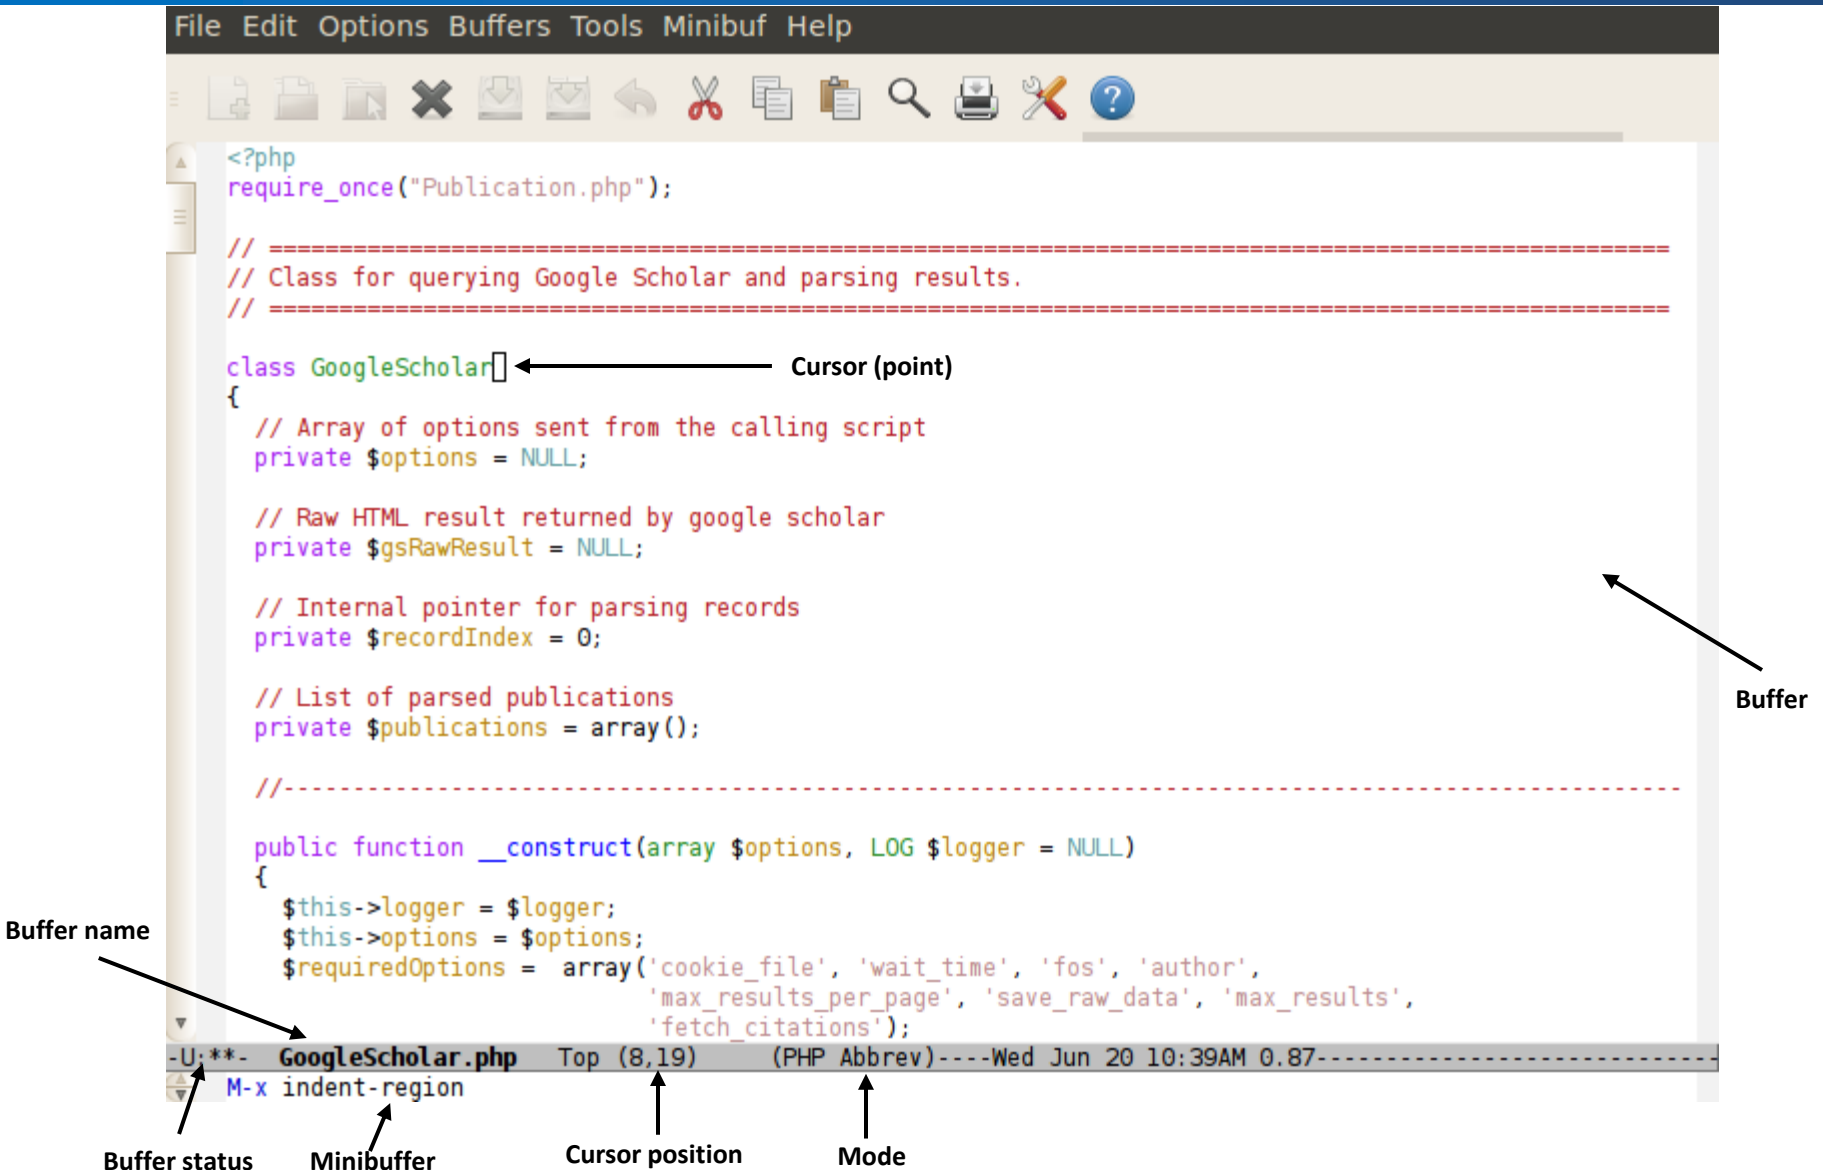 File Edit Options Buffers Tools Minibuf Help
<?php
require_once("Publication.php");
// ====================================================================================================
// Class for querying Google Scholar and parsing results.
// ====================================================================================================
class GoogleScholar
Cursor (point)
{
// Array of options sent from the calling script
private $options = NULL;
// Raw HTML result returned by google scholar
private $gsRawResult = NULL;
// Internal pointer for parsing records
private $recordIndex = 0;
Buffer
// List of parsed publications
private $publications = array();
//----------------------------------------------------------------------------------------------------
public function __construct(array $options, LOG $logger = NULL)
{
$this->logger = $logger;
$this->options = $options;
$requiredOptions =  array('cookie_file', 'wait_time', 'fos', 'author',
'max_results_per_page', 'save_raw_data', 'max_results',
'fetch_citations');
Buffer name
-U:**-  GoogleScholar.php   Top (8,19)     (PHP Abbrev)----Wed Jun 20 10:39AM 0.87-----------------------------
M-x indent-region
Buffer status
Minibuffer
Cursor position
Mode